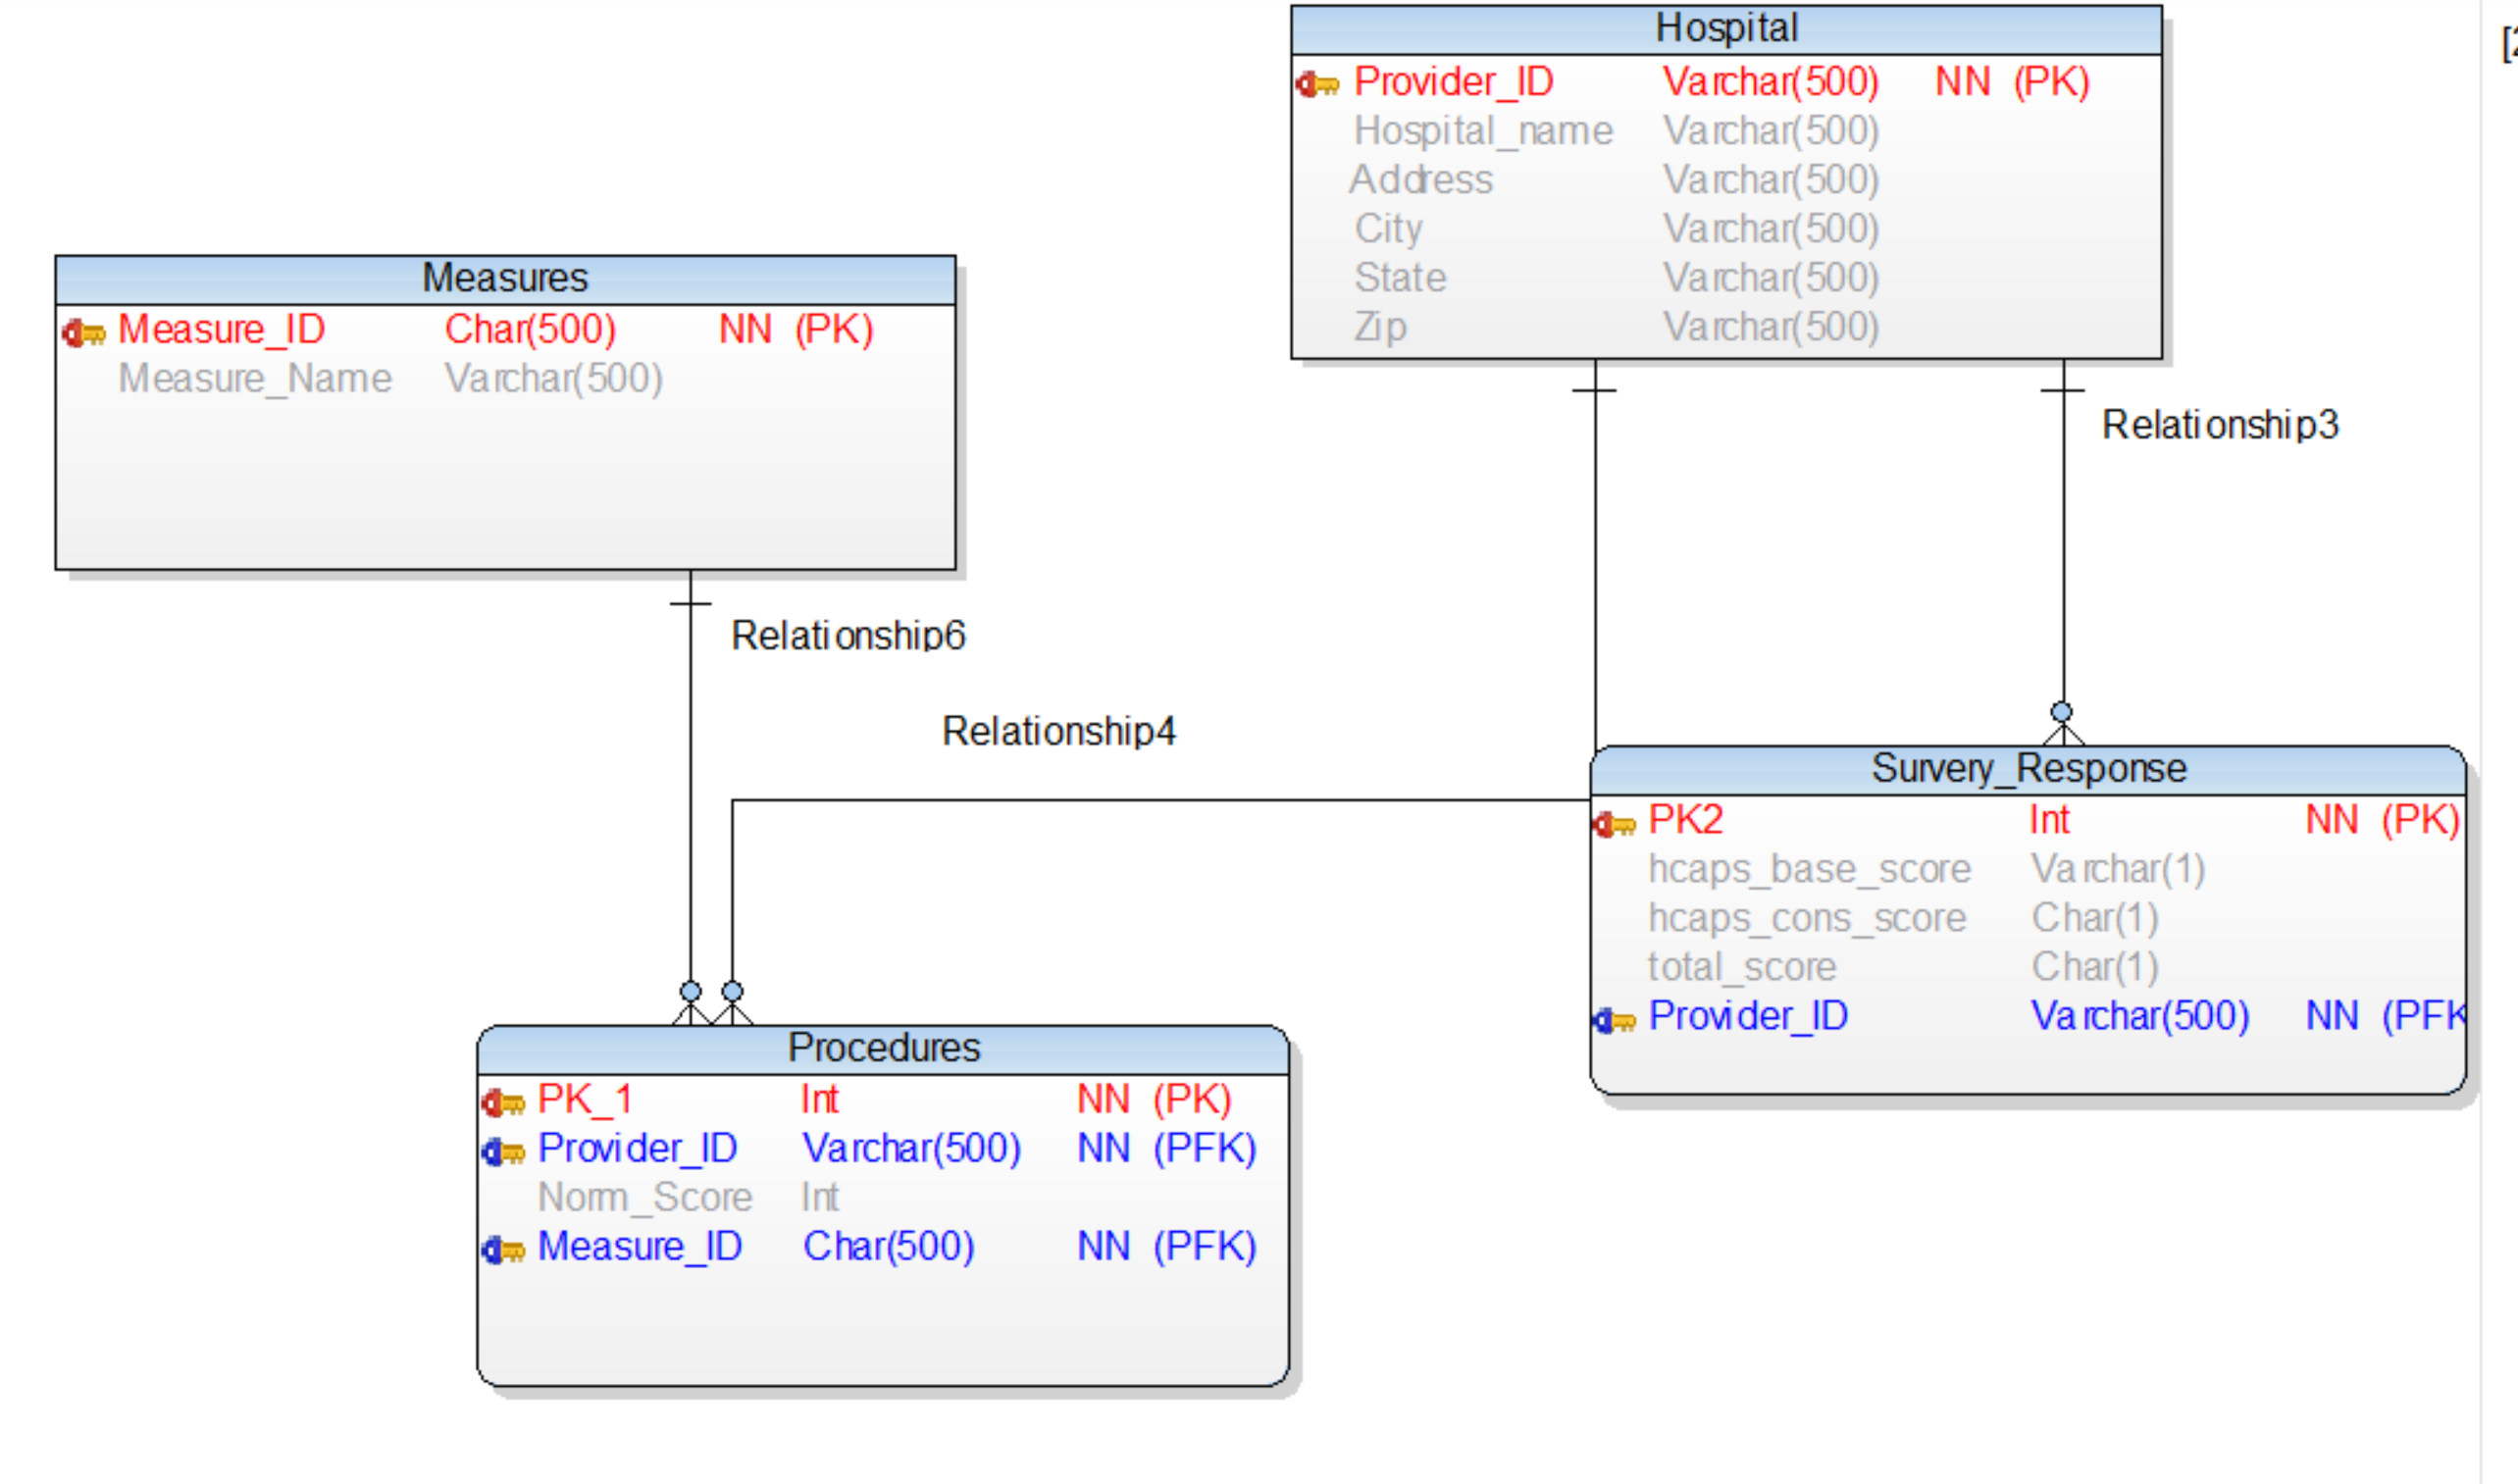 Hospital
Provider_ID Varchar(500) NN (PK)
Hospital_name Varchar(500)
Address Varchar(500)
City Varchar(500)
State Varchar(500)
Zip Varchar(500)
Measures
Measure_ID Char(500) NN (PK)
Measure_Name Varchar(500)
Relationship3
Relationship6
Relationship4
Survery_Response
PK2 Int NN (PK)
hcaps_base_score Varchar(1)
hcaps_cons_score Char(1)
total_score Char(1)
Provider_ID Varchar(500) NN (PFK
Procedures
PK_1 Int NN (PK)
Provider_ID Varchar(500) NN (PFK)
Norm_Score Int
Measure_ID Char(500) NN (PFK)